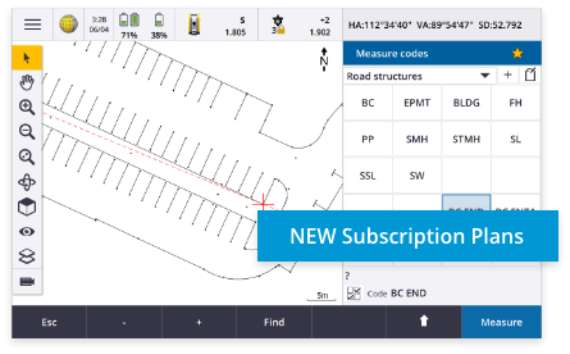 3:28
06/04
71%
38%
S
1.805
3
-2
1.902
HA:112°34'40" VA:89°54'47" SD:52.792
Measure codes
Road structures
+
N
BC EPMT BLDG FH
PP SMH STMH SL
SSL SW
NEW Subscription Plans
?
5m
Code BC END
Esc - + Find Measure